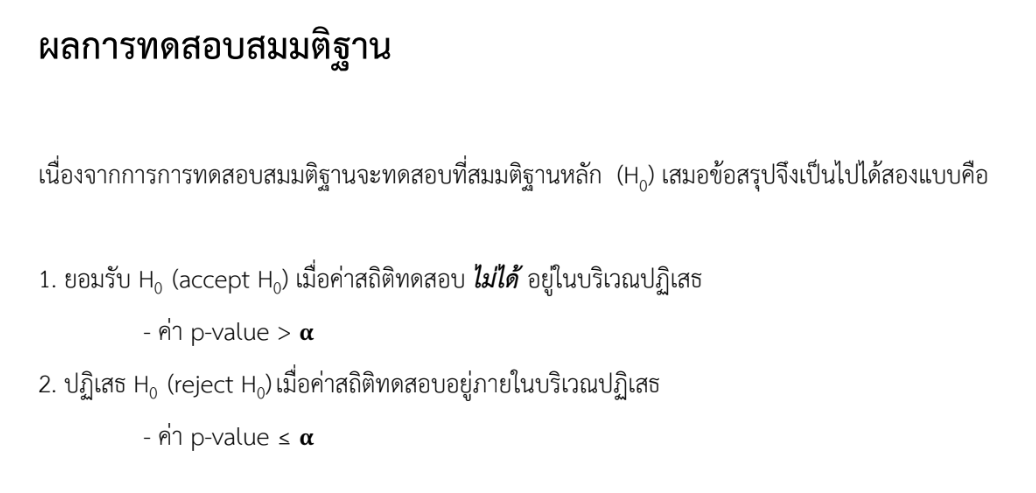 ผลการทดสอบสมมติฐาน
เนื่องจากการการทดสอบสมมติฐานจะทดสอบที่สมมติฐานหลัก (H₀) เสมอข้อสรุปจึงเป็นไปได้สองแบบคือ
1. ยอมรับ H₀ (accept H₀) เมื่อค่าสถิติทดสอบ ไม่ได้ อยู่ในบริเวณปฏิเสธ
- ค่า p-value > α
2. ปฏิเสธ H₀ (reject H₀) เมื่อค่าสถิติทดสอบอยู่ภายในบริเวณปฏิเสธ
- ค่า p-value ≤ α